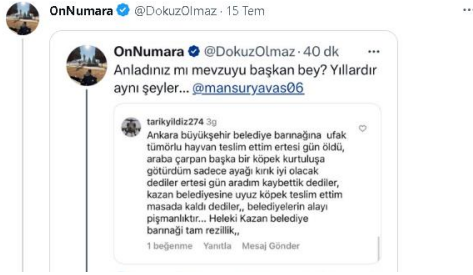 OnNumara @DokuzOlmaz · 15 Tem
OnNumara @DokuzOlmaz · 40 dk
Anladınız mı mevzuyu başkan bey? Yıllardır
aynı şeyler... @mansuryavas06
tarikyildiz274 3g
Ankara büyükşehir belediye barınağına ufak
tümörlu hayvan teslim ettim ertesi gün öldü,
araba çarpan başka bir köpek kurtuluşa
götürdüm sadece ayağı kırık iyi olacak
dediler ertesi gün aradım kaybettik dediler,
kazan belediyesine uyuz köpek teslim ettim
masada kaldı dediler,, belediyelerin alayı
pişmanlıktır... Heleki Kazan belediye
barinaği tam rezillik,,
1 beğenme Yanıtla Mesaj Gönder